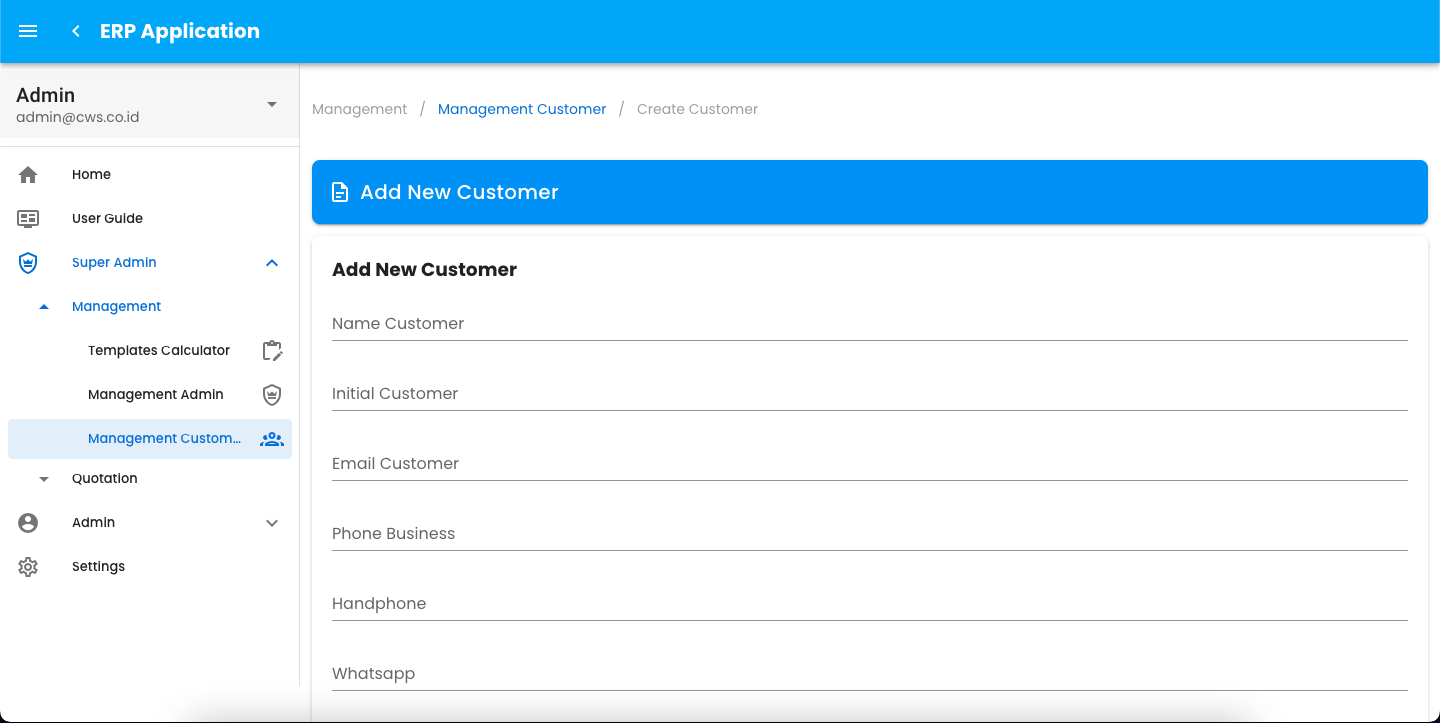 ERP Application
Admin
admin@cws.co.id
Home
User Guide
Super Admin
Management
Templates Calculator
Management Admin
Management Custom...
Quotation
Admin
Settings
Management / Management Customer / Create Customer
Add New Customer
Add New Customer
Name Customer
Initial Customer
Email Customer
Phone Business
Handphone
Whatsapp